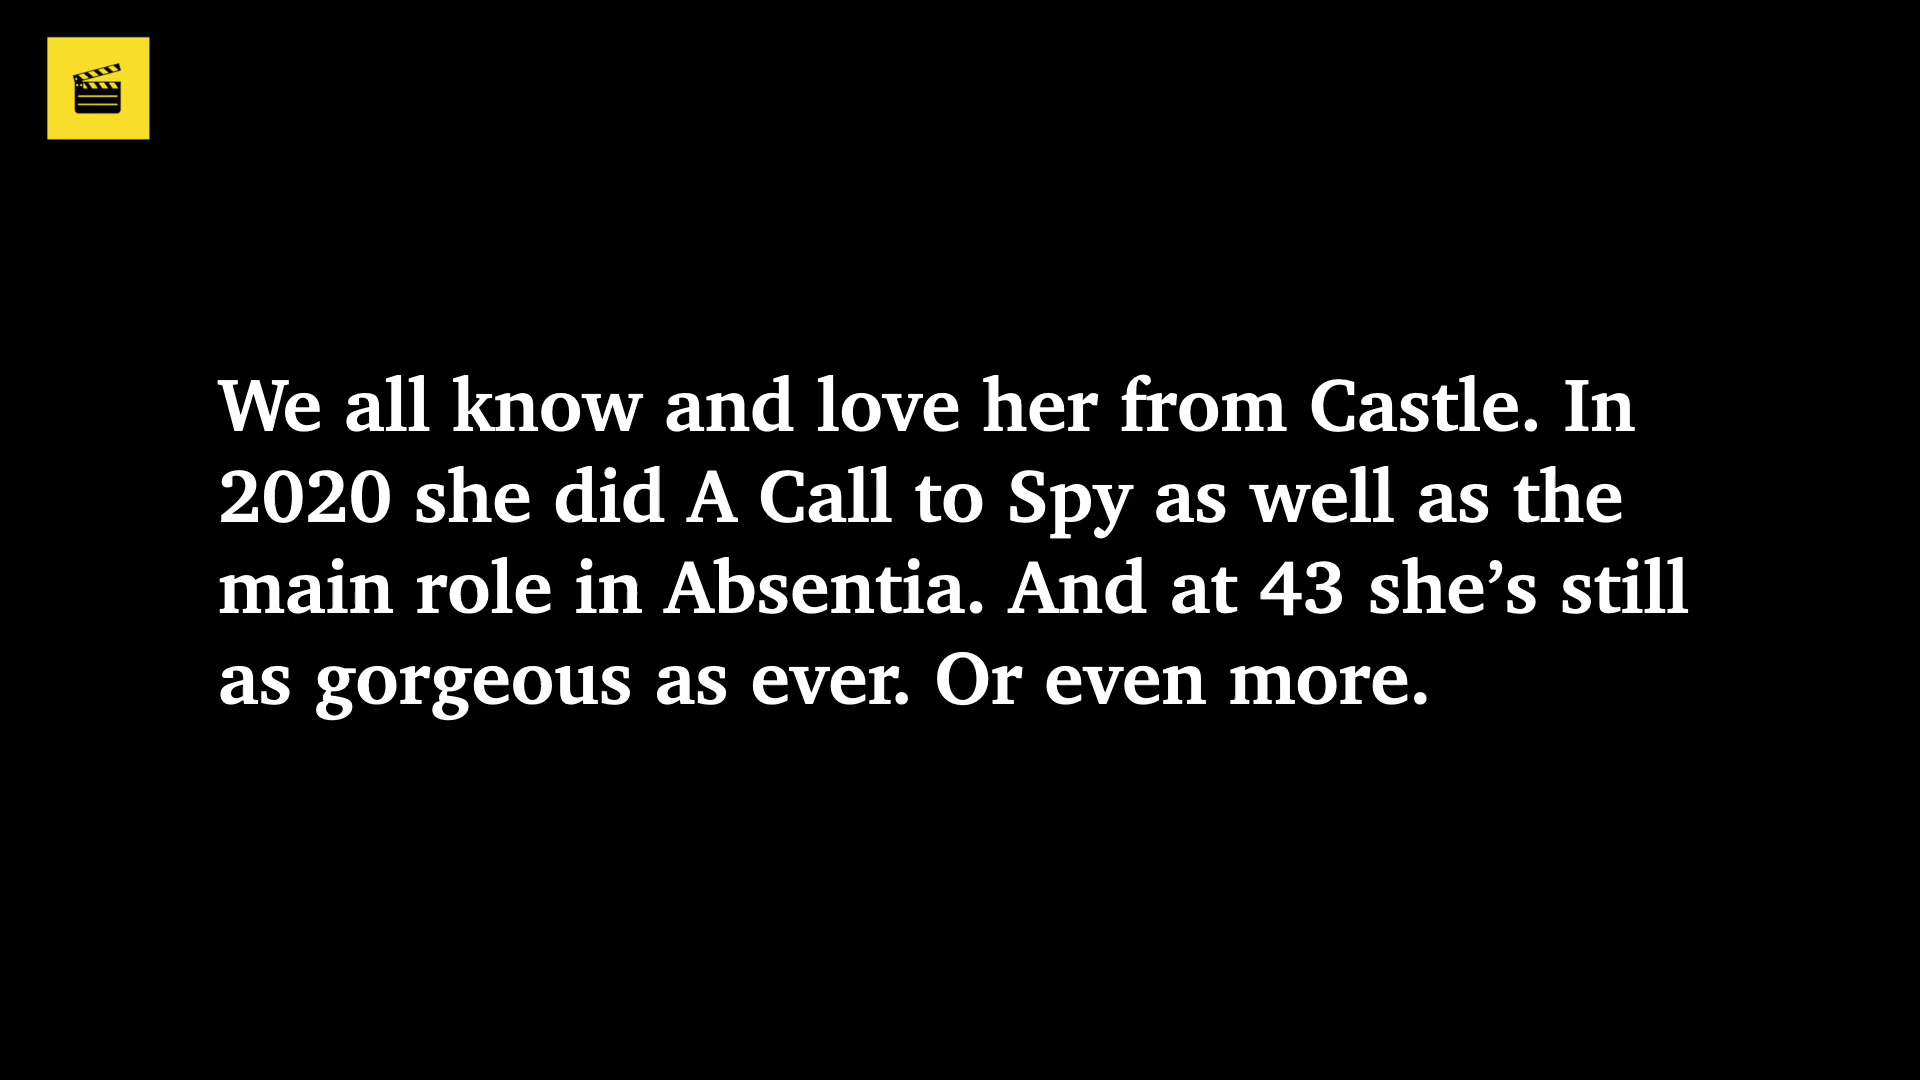 We all know and love her from Castle. In
2020 she did A Call to Spy as well as the
main role in Absentia. And at 43 she’s still
as gorgeous as ever. Or even more.